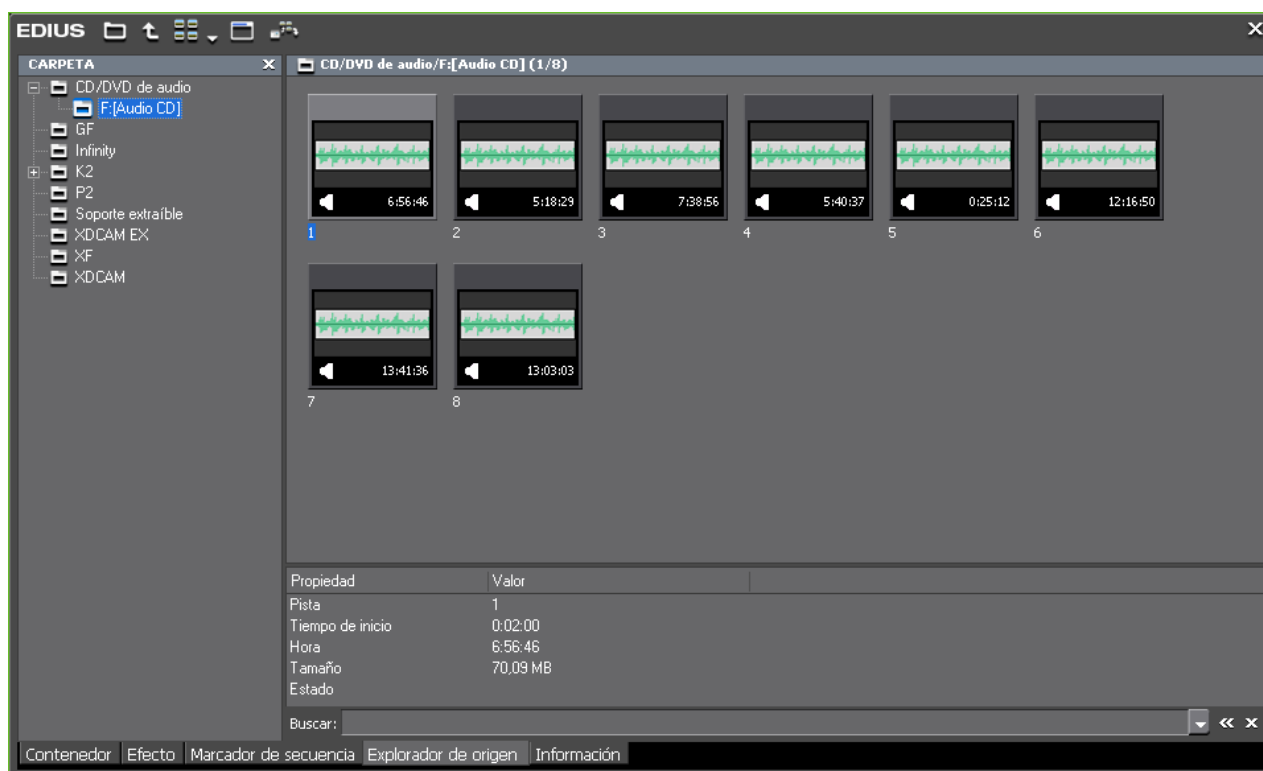 EDIUS
CARPETA
CD/DVD de audio
F:[Audio CD]
GF
Infinity
K2
P2
Soporte extraíble
XDCAM EX
XF
XDCAM
CD/DVD de audio/F:[Audio CD] (1/8)
6:56:46 5:18:29 7:38:56 5:40:37 0:25:12 12:16:50
1 2 3 4 5 6
13:41:36 13:03:03
7 8
Propiedad Valor
Pista 1
Tiempo de inicio 0:02:00
Hora 6:56:46
Tamaño 70,09 MB
Estado
Buscar:
Contenedor Efecto Marcador de secuencia Explorador de origen Información